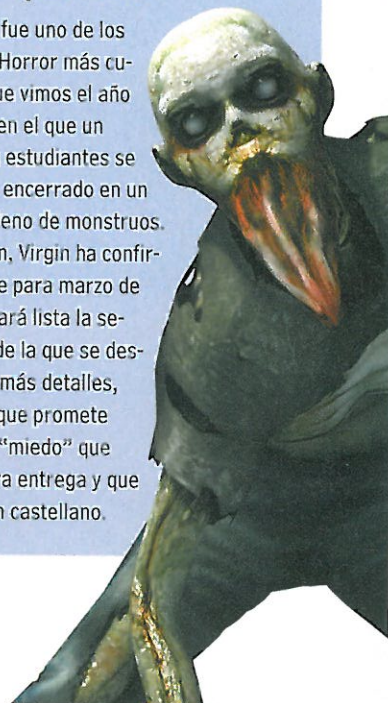 fue uno de los
Horror más cu-
ue vimos el año
en el que un
estudiantes se
encerrado en un
eno de monstruos.
n, Virgin ha confir-
e para marzo de
ará lista la se-
de la que se des-
más detalles,
que promete
"miedo" que
ra entrega y que
n castellano.